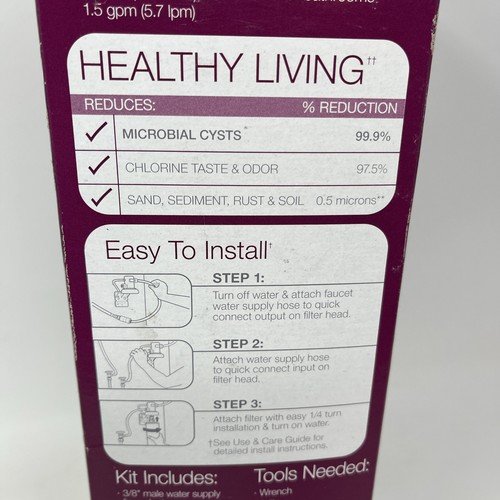 1.5 gpm (5.7 lpm)
HEALTHY LIVING††
REDUCES: % REDUCTION
MICROBIAL CYSTS* 99.9%
CHLORINE TASTE & ODOR 97.5%
SAND, SEDIMENT, RUST & SOIL 0.5 microns**
Easy To Install†
STEP 1:
Turn off water & attach faucet
water supply hose to quick
connect output on filter head.
STEP 2:
Attach water supply hose
to quick connect input on
filter head.
STEP 3:
Attach filter with easy 1/4 turn
installation & turn on water.
†See Use & Care Guide for
detailed install instructions.
Kit Includes: Tools Needed:
· 3/8" male water supply · Wrench